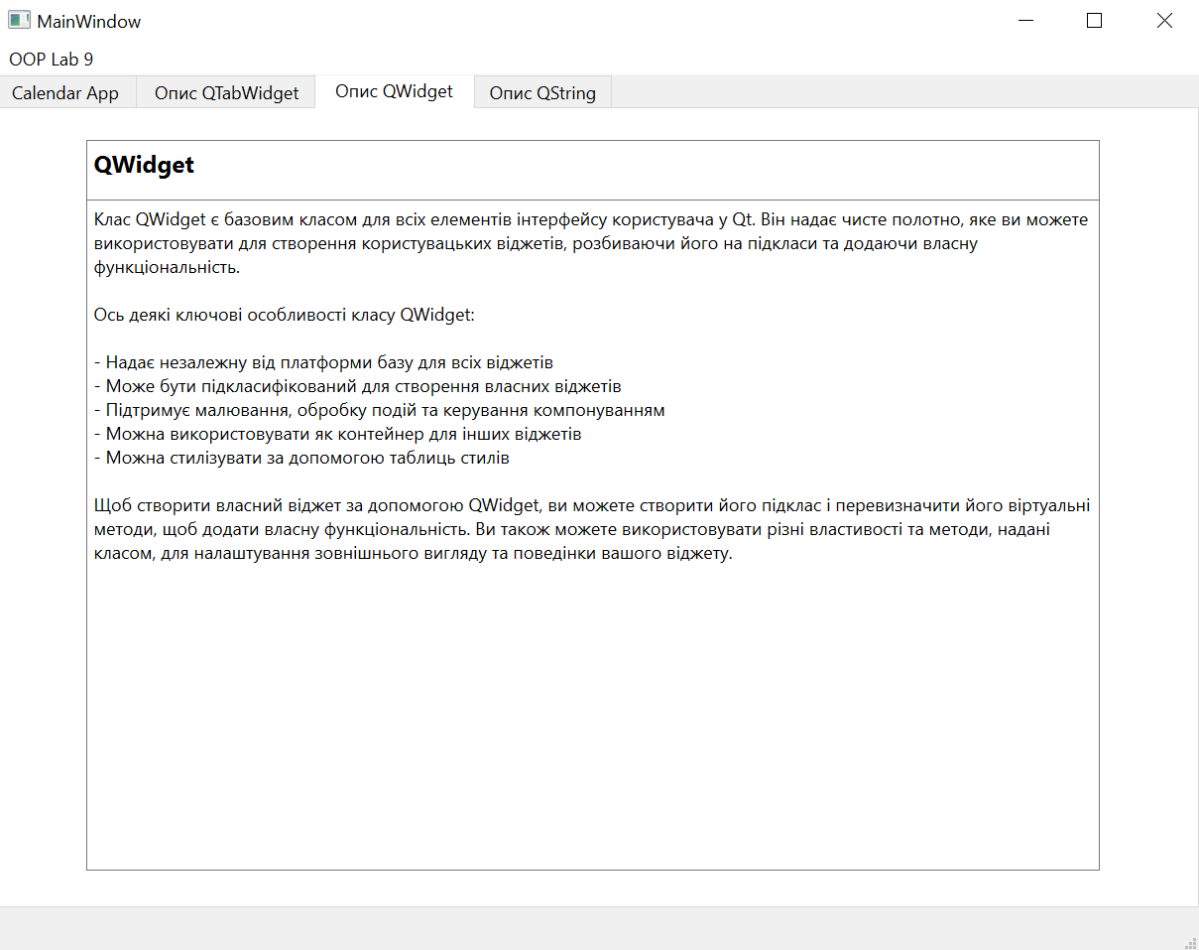 MainWindow
OOP Lab 9
Calendar App
Опис QTabWidget
Опис QWidget
Опис QString
QWidget
Клас QWidget є базовим класом для всіх елементів інтерфейсу користувача у Qt. Він надає чисте полотно, яке ви можете
використовувати для створення користувацьких віджетів, розбиваючи його на підкласи та додаючи власну
функціональність.
Ось деякі ключові особливості класу QWidget:
- Надає незалежну від платформи базу для всіх віджетів
- Може бути підкласифікований для створення власних віджетів
- Підтримує малювання, обробку подій та керування компонуванням
- Можна використовувати як контейнер для інших віджетів
- Можна стилізувати за допомогою таблиць стилів
Щоб створити власний віджет за допомогою QWidget, ви можете створити його підклас і перевизначити його віртуальні
методи, щоб додати власну функціональність. Ви також можете використовувати різні властивості та методи, надані
класом, для налаштування зовнішнього вигляду та поведінки вашого віджету.